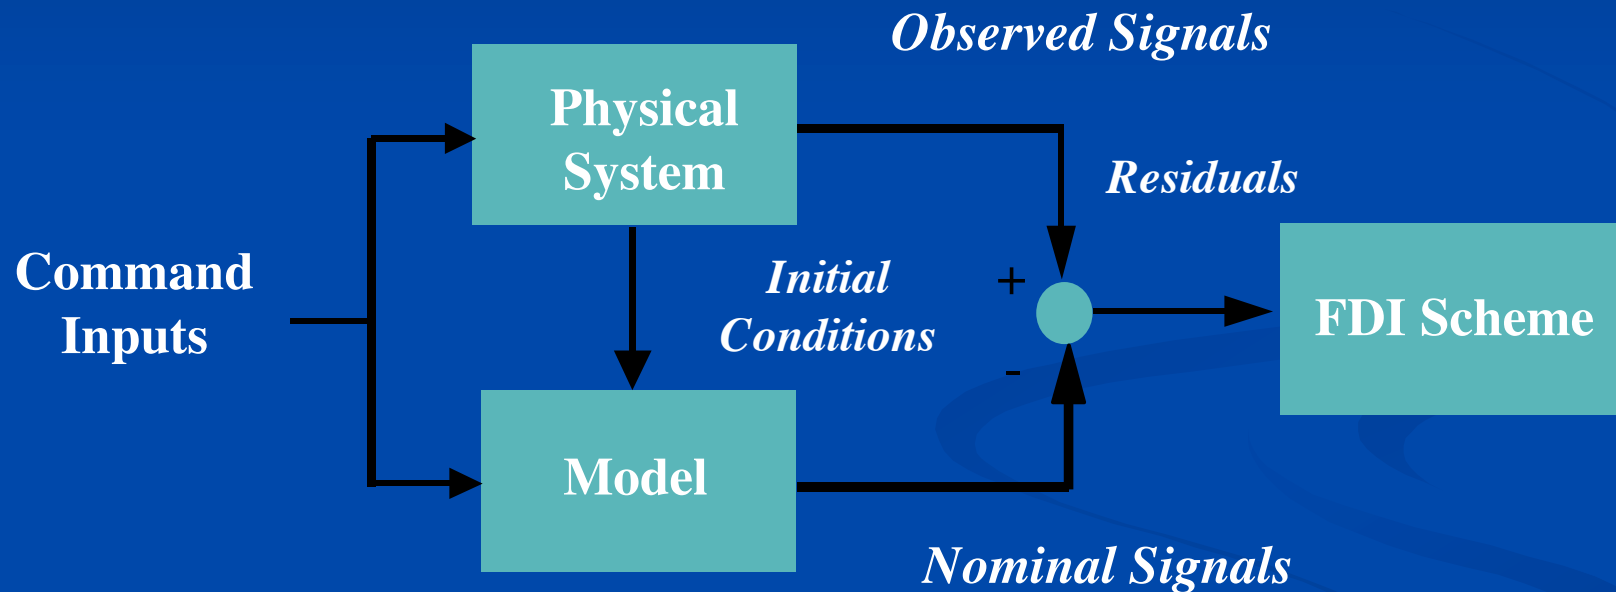 Observed Signals
Physical
System
Residuals
Command
Inputs
Initial
Conditions
+
-
FDI Scheme
Model
Nominal Signals